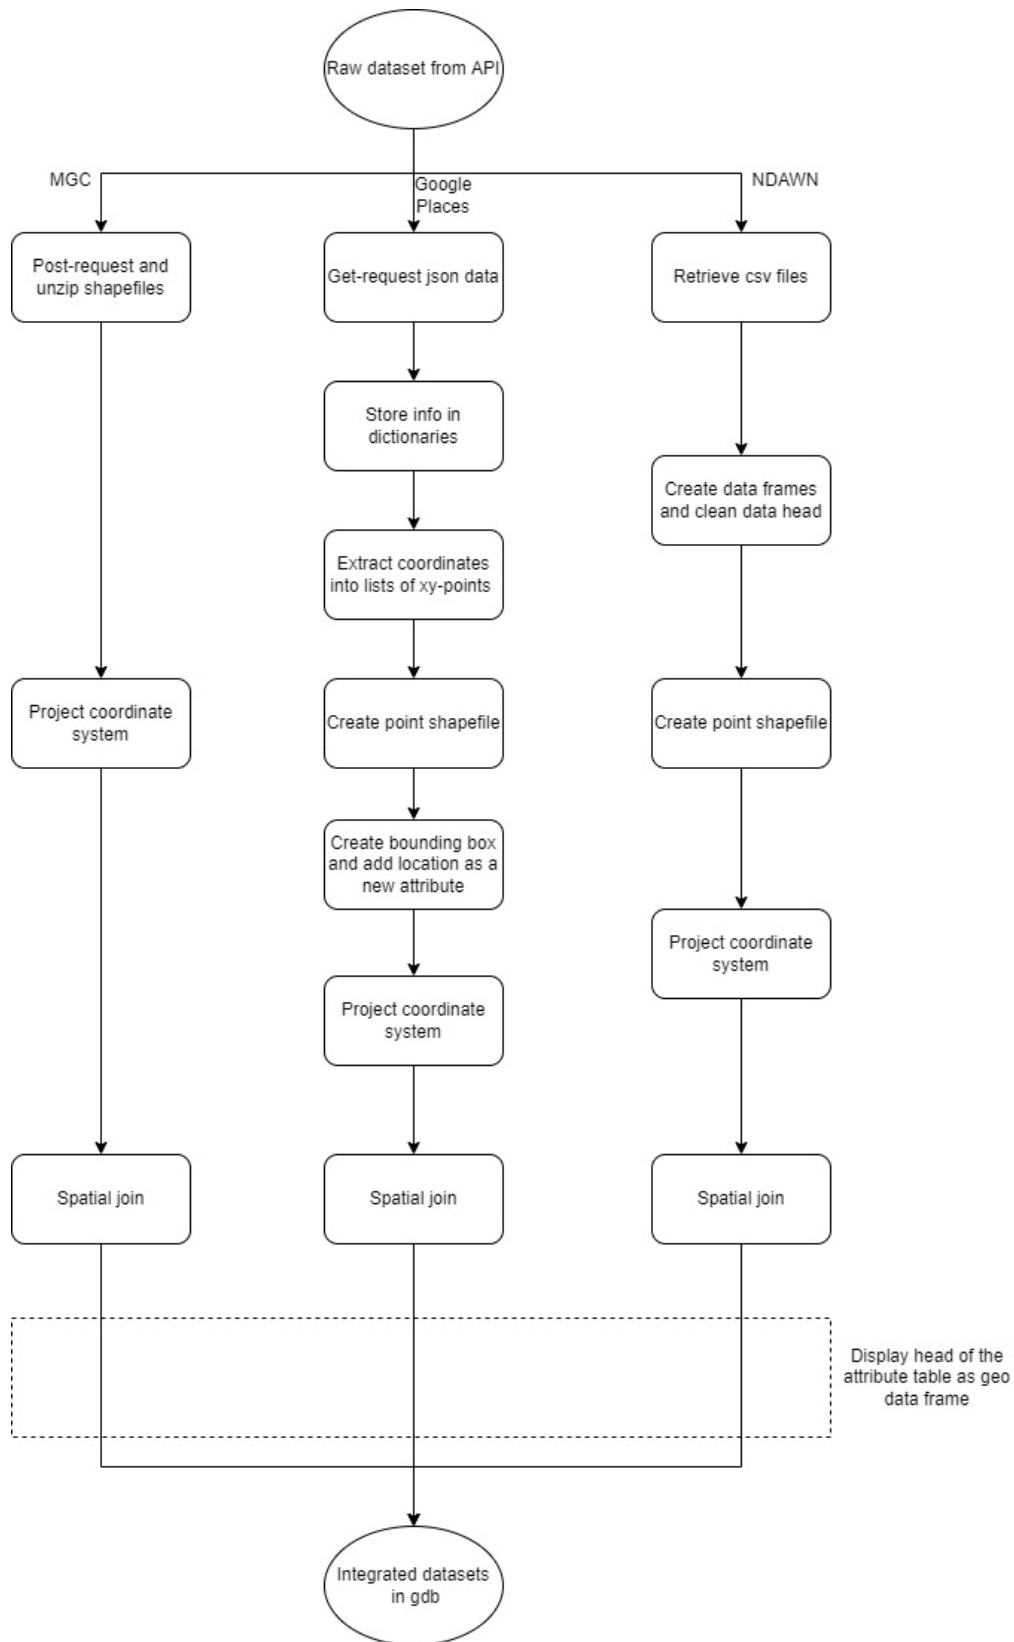 Raw dataset from API
MGC
Google
Places
NDAWN
Post-request and
unzip shapefiles
Get-request json data
Retrieve csv files
Store info in
dictionaries
Create data frames
and clean data head
Extract coordinates
into lists of xy-points
Project coordinate
system
Create point shapefile
Create point shapefile
Create bounding box
and add location as a
new attribute
Project coordinate
system
Project coordinate
system
Spatial join
Spatial join
Spatial join
Display head of the
attribute table as geo
data frame
Integrated datasets
in gdb